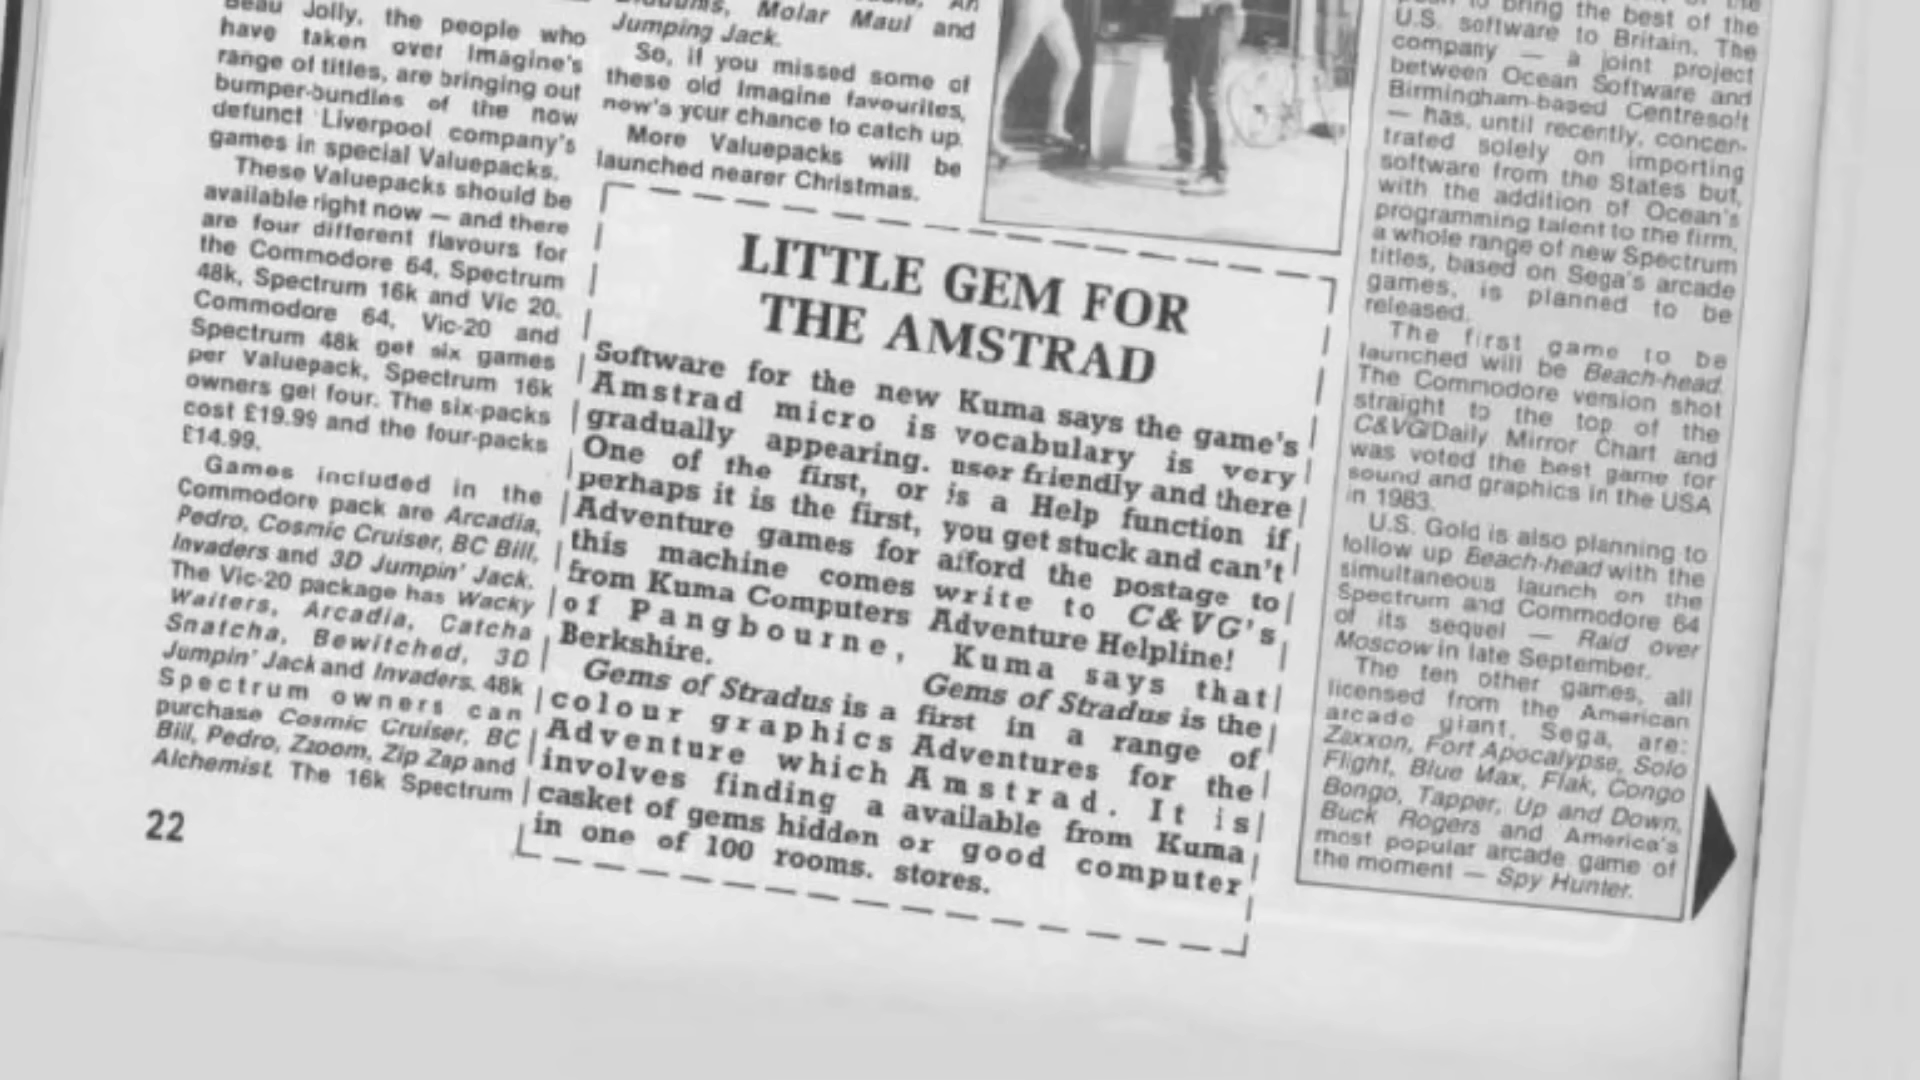 Beau Jolly, the people who
have taken over Imagine's
range of titles, are bringing out
bumper-bundles of the now
defunct Liverpool company's
games in special Valuepacks.
These Valuepacks should be
available right now — and there
are four different flavours for
the Commodore 64, Spectrum
48k, Spectrum 16k and Vic 20.
Commodore 64, Vic-20 and
Spectrum 48k get six games
per Valuepack, Spectrum 16k
owners get four. The six-packs
cost £19.99 and the four-packs
£14.99.
Games included in the
Commodore pack are Arcadia,
Pedro, Cosmic Cruiser, BC Bill,
Invaders and 3D Jumpin' Jack.
The Vic-20 package has Wacky
Waiters, Arcadia, Catcha
Snatcha, Bewitched, 3D
Jumpin' Jack and Invaders. 48k
Spectrum owners can
purchase Cosmic Cruiser, BC
Bill, Pedro, Zzoom, Zip Zap and
Alchemist. The 16k Spectrum
22
Molar Maul and
Jumping Jack.
So, if you missed some of
these old Imagine favourites,
now's your chance to catch up.
More Valuepacks will be
launched nearer Christmas.
LITTLE GEM FOR
THE AMSTRAD
Software for the new
Amstrad micro is
gradually appearing.
One of the first, or
perhaps it is the first,
Adventure games for
this machine comes
from Kuma Computers
of Pangbourne,
Berkshire.
Gems of Stradus is a
colour graphics
Adventure which
involves finding a
casket of gems hidden
in one of 100 rooms.
Kuma says the game's
vocabulary is very
user friendly and there
is a Help function if
you get stuck and can't
afford the postage to
write to C&VG's
Adventure Helpline!
Kuma says that
Gems of Stradus is the
first in a range of
Adventures for the
Amstrad. It is
available from Kuma
or good computer
stores.
to bring the best of the
U.S. software to Britain. The
company — a joint project
between Ocean Software and
Birmingham-based Centresoft
— has, until recently, concen-
trated solely on importing
software from the States but,
with the addition of Ocean's
programming talent to the firm,
a whole range of new Spectrum
titles, based on Sega's arcade
games, is planned to be
released.
The first game to be
launched will be Beach-head.
The Commodore version shot
straight to the top of the
C&VG/Daily Mirror Chart and
was voted the best game for
sound and graphics in the USA
in 1983.
U.S. Gold is also planning to
follow up Beach-head with the
simultaneous launch on the
Spectrum and Commodore 64
of its sequel — Raid over
Moscow in late September.
The ten other games, all
licensed from the American
arcade giant, Sega, are:
Zaxxon, Fort Apocalypse, Solo
Flight, Blue Max, Flak, Congo
Bongo, Tapper, Up and Down,
Buck Rogers and America's
most popular arcade game of
the moment — Spy Hunter.